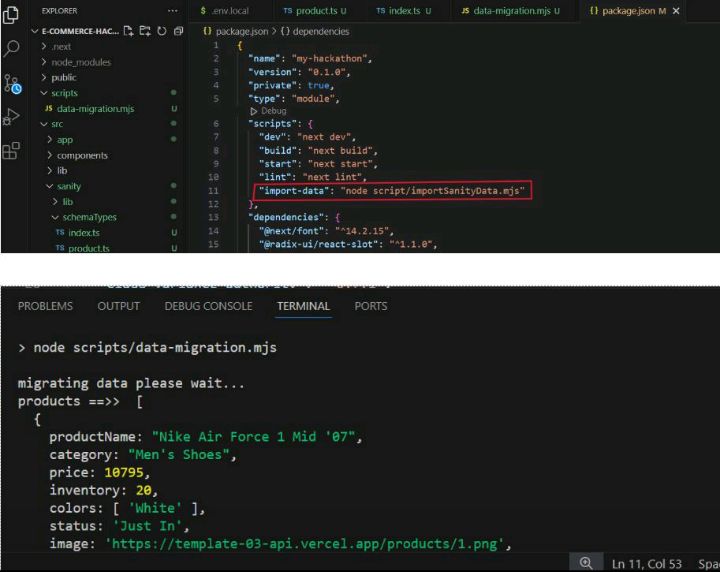 EXPLORER ...
$ .env.local
TS product.ts U
TS index.ts U
JS data-migration.mjs U
{} package.json M ×
E-COMMERCE-HAC...
{} package.json > {} dependencies
> .next
> node_modules
> public
scripts
JS data-migration.mjs U
src
> app
> components
> lib
sanity
> lib
schemaTypes
TS index.ts U
TS product.ts U
1 {
2 "name": "my-hackathon",
3 "version": "0.1.0",
4 "private": true,
5 "type": "module",
Debug
6 "scripts": {
7 "dev": "next dev",
8 "build": "next build",
9 "start": "next start",
10 "lint": "next lint",
11 "import-data": "node script/importSanityData.mjs"
12 },
13 "dependencies": {
14 "@next/font": "^14.2.15",
15 "@radix-ui/react-slot": "^1.1.0",
PROBLEMS OUTPUT DEBUG CONSOLE TERMINAL PORTS
> node scripts/data-migration.mjs
migrating data please wait...
products ==>> [
{
productName: "Nike Air Force 1 Mid '07",
category: "Men's Shoes",
price: 10795,
inventory: 20,
colors: [ 'White' ],
status: 'Just In',
image: 'https://template-03-api.vercel.app/products/1.png',
Ln 11, Col 53 Spa